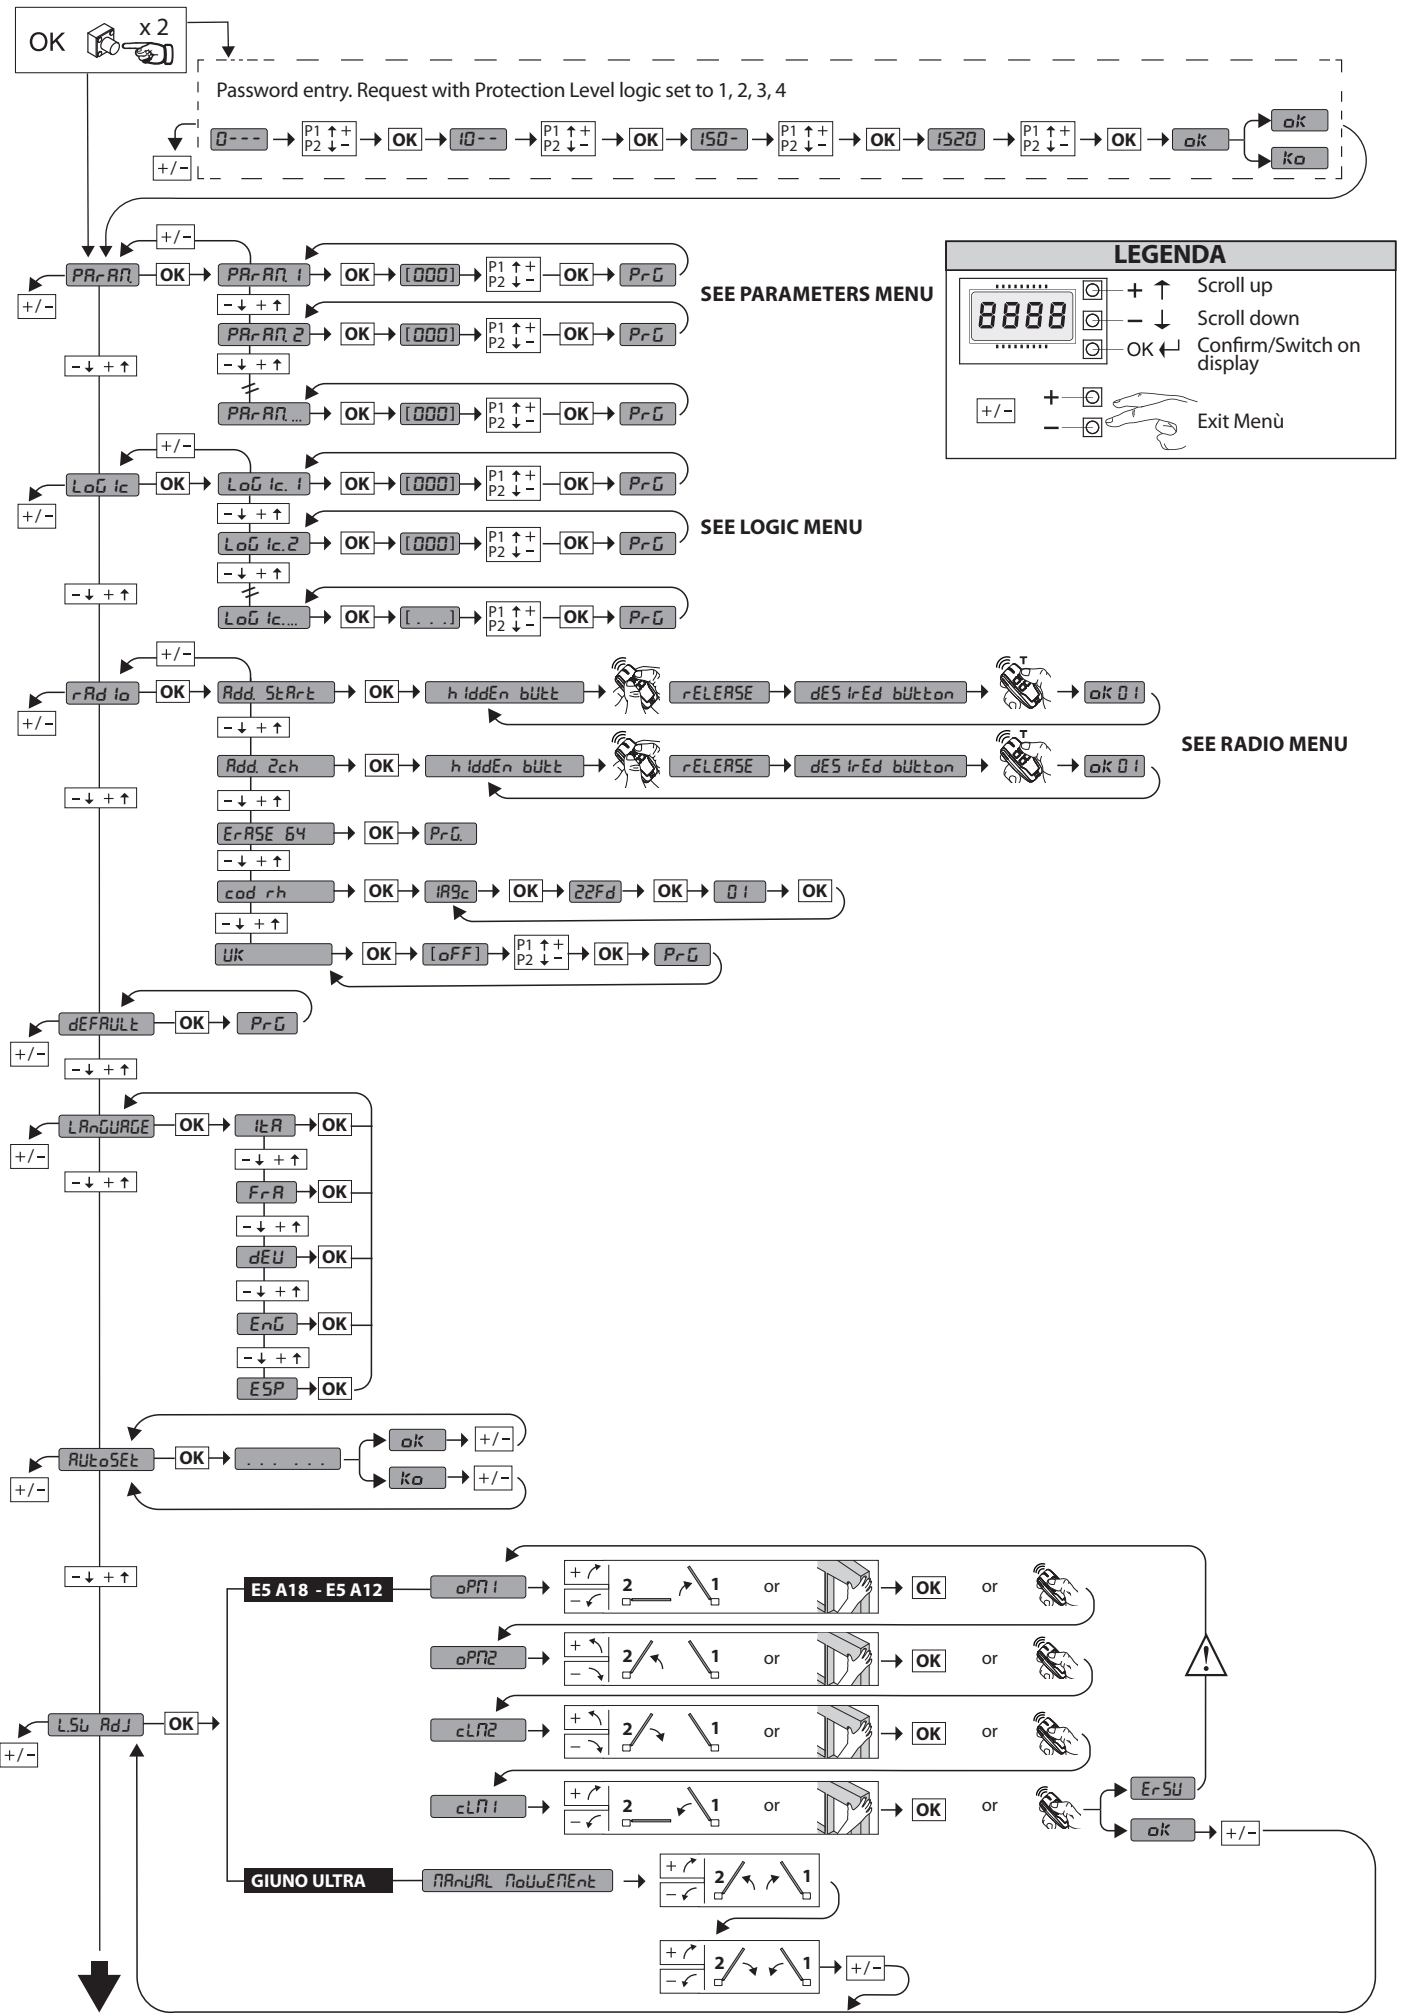 OK x 2
Password entry. Request with Protection Level logic set to 1, 2, 3, 4
0--- P1 ↑ + P2 ↓ − OK 10-- P1 ↑ + P2 ↓ − OK 150- P1 ↑ + P2 ↓ − OK 1520 P1 ↑ + P2 ↓ − OK oK oK
Ko
+/−
+/−
PArAM. OK PArAM. 1 OK [000] P1 ↑ + P2 ↓ − OK PrG
+/−
− ↓ + ↑
SEE PARAMETERS MENU
PArAM. 2 OK [000] P1 ↑ + P2 ↓ − OK PrG
− ↓ + ↑
− ↓ + ↑
PArAM. ... OK [000] P1 ↑ + P2 ↓ − OK PrG
LEGENDA
8888
+ ↑ Scroll up
− ↓ Scroll down
OK Confirm/Switch on
display
+/− + −
Exit Menù
+/−
LoGIc OK LoGIc. 1 OK [000] P1 ↑ + P2 ↓ − OK PrG
+/−
− ↓ + ↑
SEE LOGIC MENU
LoGIc. 2 OK [000] P1 ↑ + P2 ↓ − OK PrG
− ↓ + ↑
− ↓ + ↑
LoGIc.... OK [...] P1 ↑ + P2 ↓ − OK PrG
+/−
rAdIo OK Add. StArt OK hIddEn bUtt rELEASE dESIrEd bUtton T oK 01
+/−
− ↓ + ↑
SEE RADIO MENU
Add. 2ch OK hIddEn bUtt rELEASE dESIrEd bUtton T oK 01
− ↓ + ↑
− ↓ + ↑
ErASE 64 OK PrG.
− ↓ + ↑
cod rh OK 1A9c OK 22Fd OK 01 OK
− ↓ + ↑
UK OK [oFF] P1 ↑ + P2 ↓ − OK PrG
dEFAULt OK PrG
+/−
− ↓ + ↑
LAnGUAGE OK ItA OK
+/−
− ↓ + ↑
− ↓ + ↑
FrA OK
− ↓ + ↑
dEU OK
− ↓ + ↑
EnG OK
− ↓ + ↑
ESP OK
AUtoSEt OK ... ... oK +/−
Ko +/−
+/−
− ↓ + ↑
E5 A18 - E5 A12 oPM1 + − 2 1 or OK or
oPM2 + − 2 1 or OK or
!
L.SW AdJ OK
+/−
cLM2 + − 2 1 or OK or
cLM1 + − 2 1 or OK or
ErSW
oK +/−
GIUNO ULTRA MAnUAL MoUvEMEnt + − 2 1
+ − 2 1 +/−